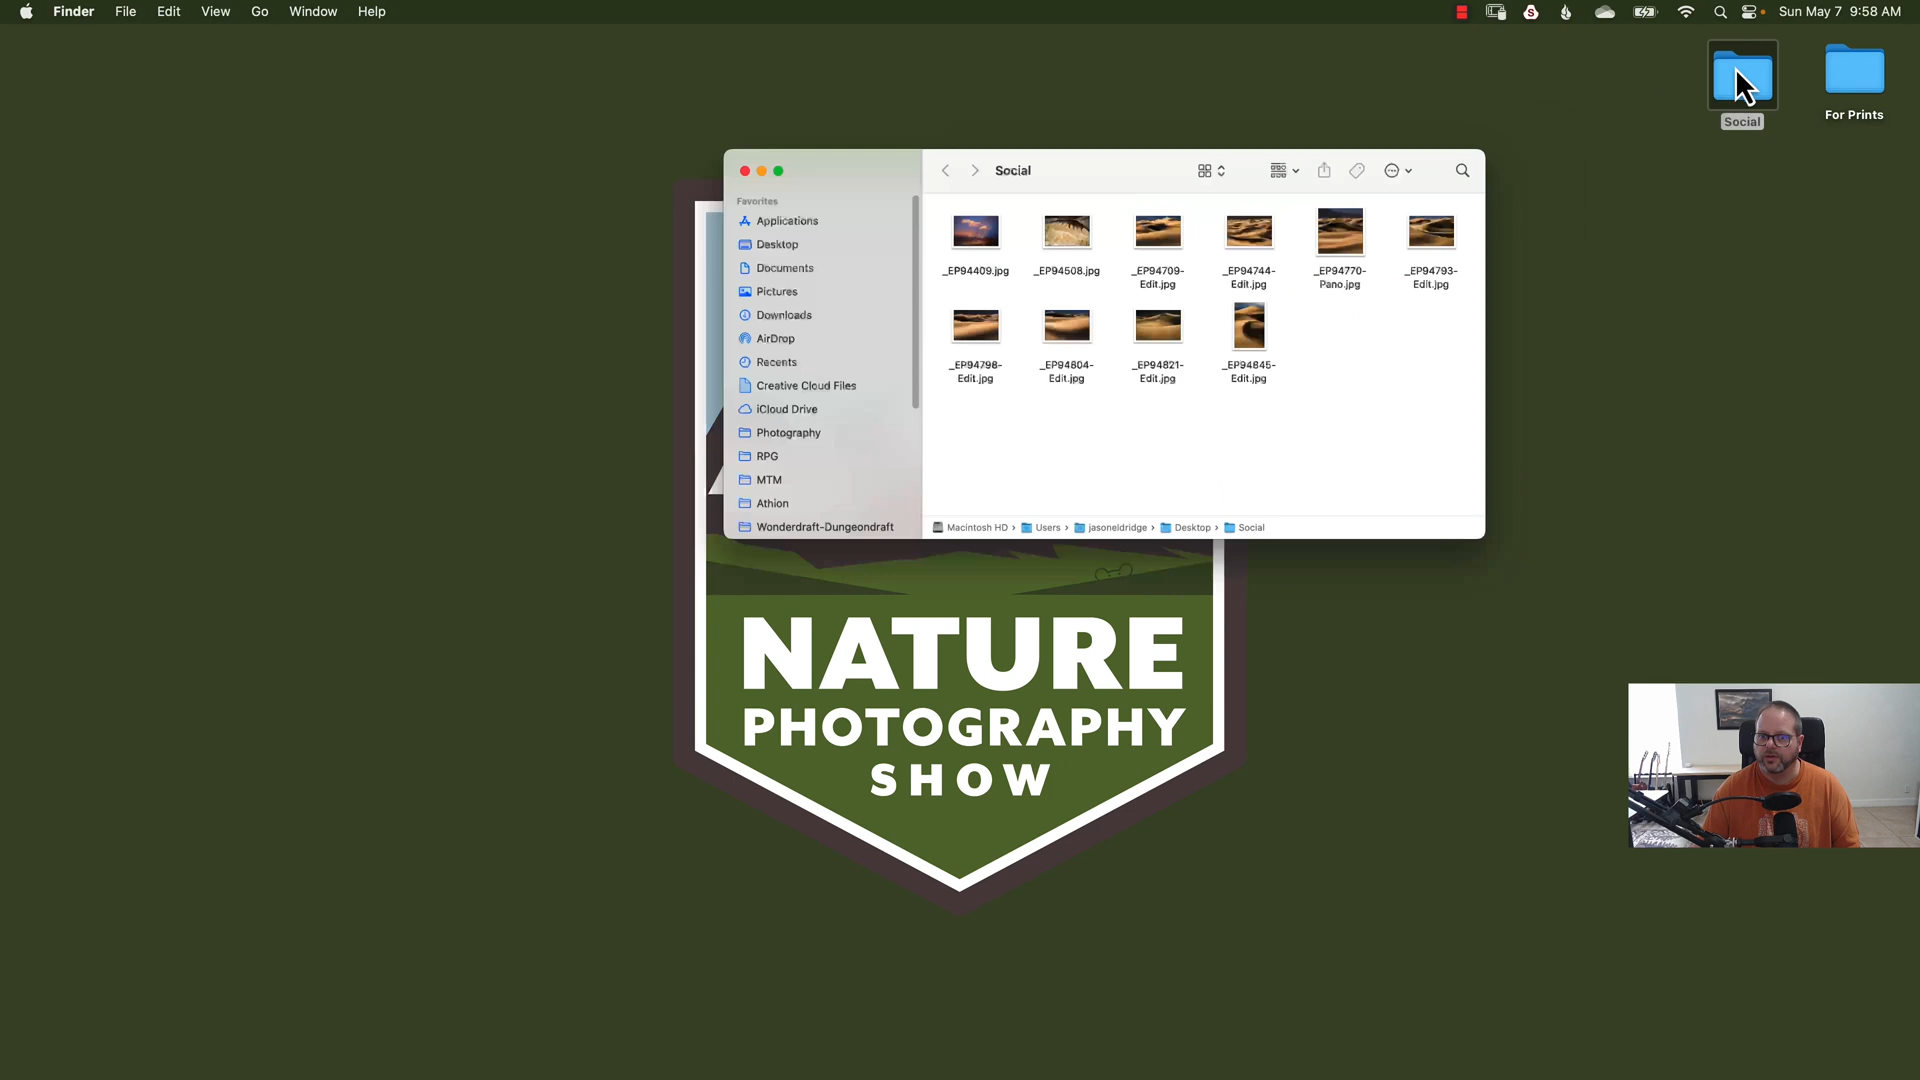 Finder File Edit View Go Window Help
Sun May 7 9:58 AM
Social
For Prints
Social
Favorites
Applications
Desktop
Documents
Pictures
Downloads
AirDrop
Recents
Creative Cloud Files
iCloud Drive
Photography
RPG
MTM
Athion
Wonderdraft-Dungeondraft
_EP94409.jpg _EP94508.jpg _EP94709- _EP94744- _EP94770- _EP94793-
Edit.jpg Edit.jpg Pano.jpg Edit.jpg
_EP94798- _EP94804- _EP94821- _EP94845-
Edit.jpg Edit.jpg Edit.jpg Edit.jpg
Macintosh HD › Users › jasoneldridge › Desktop › Social
NATURE
PHOTOGRAPHY
SHOW